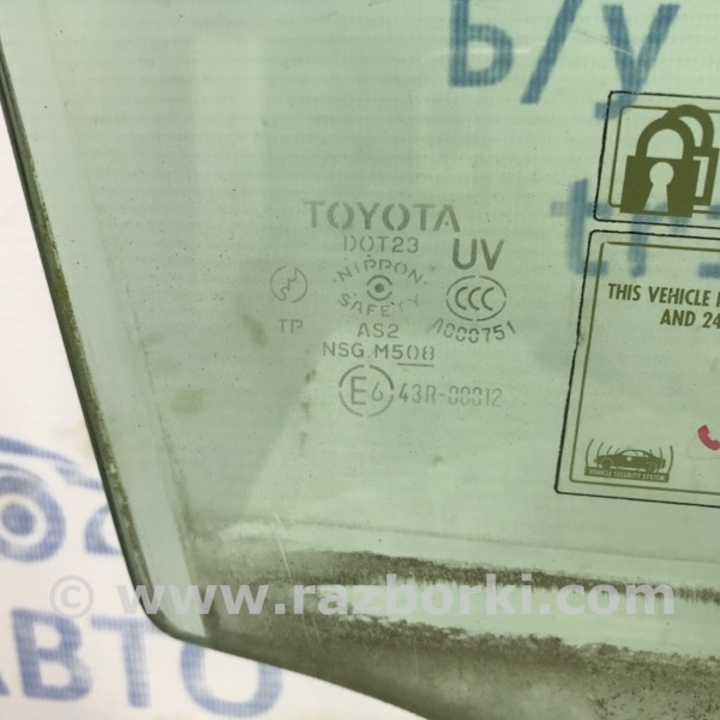 Б/у
TOYOTA
DOT23
UV
NIPPON
SAFETY
CCC
TP
AS2
A000751
NSG.M508
E6 43R-00012
THIS VEHICLE
AND 24
VEHICLE SECURITY SYSTEM
© www.razborki.com
АВТО